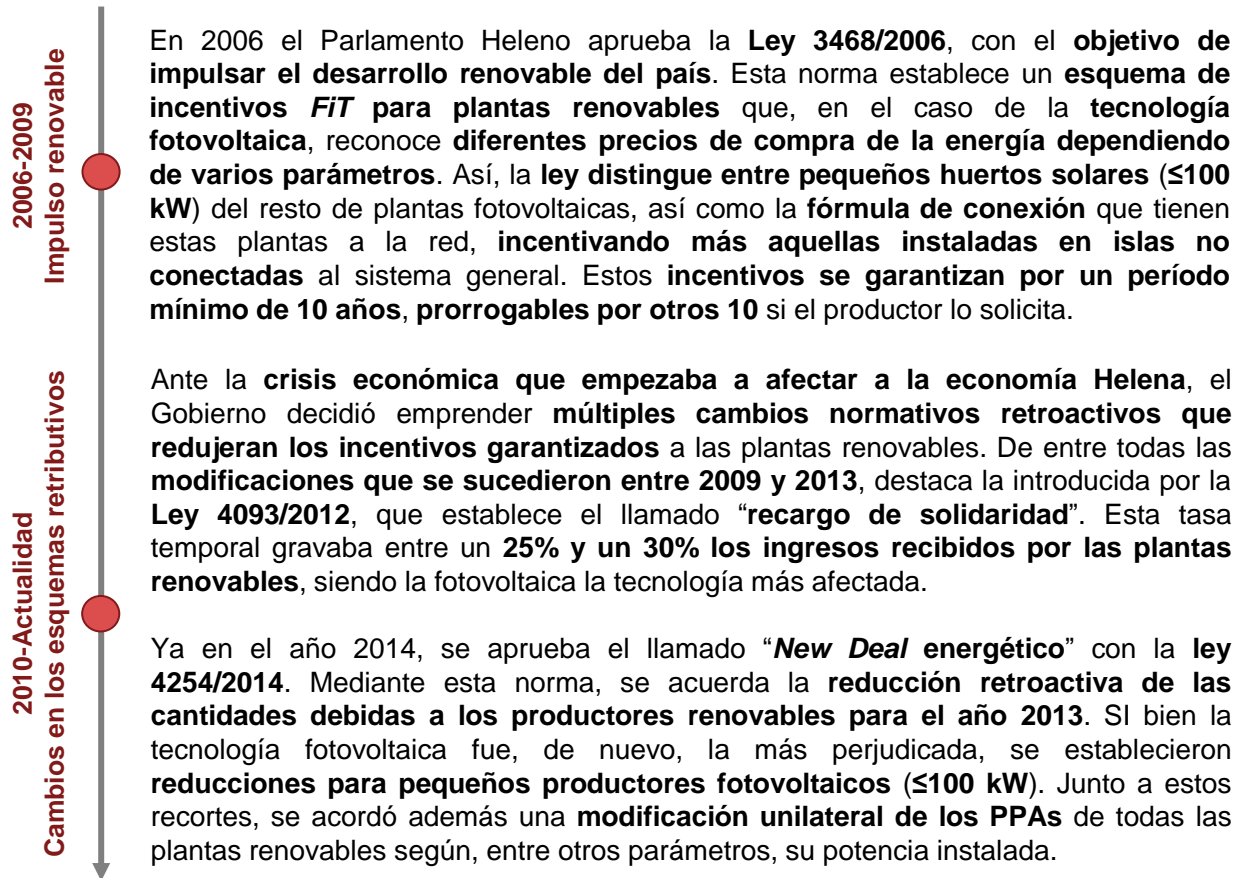 2006-2009
Impulso renovable
En 2006 el Parlamento Heleno aprueba la Ley 3468/2006, con el objetivo de
impulsar el desarrollo renovable del país. Esta norma establece un esquema de
incentivos FiT para plantas renovables que, en el caso de la tecnología
fotovoltaica, reconoce diferentes precios de compra de la energía dependiendo
de varios parámetros. Así, la ley distingue entre pequeños huertos solares (≤100
kW) del resto de plantas fotovoltaicas, así como la fórmula de conexión que tienen
estas plantas a la red, incentivando más aquellas instaladas en islas no
conectadas al sistema general. Estos incentivos se garantizan por un período
mínimo de 10 años, prorrogables por otros 10 si el productor lo solicita.
2010-Actualidad
Cambios en los esquemas retributivos
Ante la crisis económica que empezaba a afectar a la economía Helena, el
Gobierno decidió emprender múltiples cambios normativos retroactivos que
redujeran los incentivos garantizados a las plantas renovables. De entre todas las
modificaciones que se sucedieron entre 2009 y 2013, destaca la introducida por la
Ley 4093/2012, que establece el llamado “recargo de solidaridad”. Esta tasa
temporal gravaba entre un 25% y un 30% los ingresos recibidos por las plantas
renovables, siendo la fotovoltaica la tecnología más afectada.
Ya en el año 2014, se aprueba el llamado “New Deal energético” con la ley
4254/2014. Mediante esta norma, se acuerda la reducción retroactiva de las
cantidades debidas a los productores renovables para el año 2013. SI bien la
tecnología fotovoltaica fue, de nuevo, la más perjudicada, se establecieron
reducciones para pequeños productores fotovoltaicos (≤100 kW). Junto a estos
recortes, se acordó además una modificación unilateral de los PPAs de todas las
plantas renovables según, entre otros parámetros, su potencia instalada.